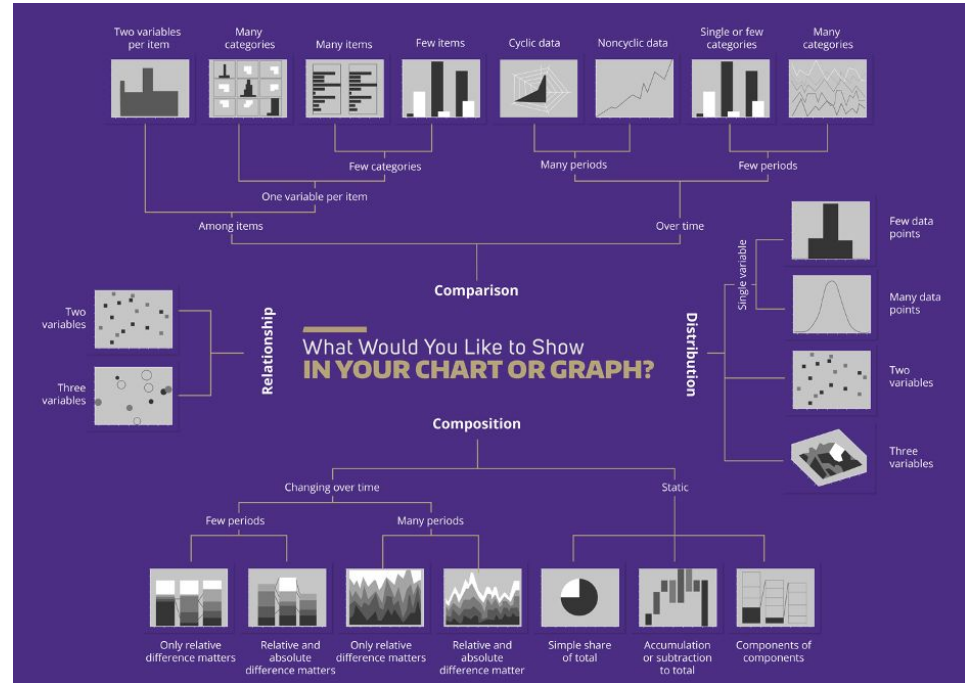 Two variables
per item
Many
categories
Many items
Few items
Cyclic data
Noncyclic data
Single or few
categories
Many
categories
Few categories
Many periods
Few periods
One variable per item
Among items
Over time
Comparison
Single variable
Few data
points
Many data
points
Two
variables
Three
variables
Distribution
Relationship
Two
variables
Three
variables
What Would You Like to Show
IN YOUR CHART OR GRAPH?
Composition
Changing over time
Static
Few periods
Many periods
Only relative
difference matters
Relative and
absolute
difference matters
Only relative
difference matters
Relative and
absolute
difference matter
Simple share
of total
Accumulation
or subtraction
to total
Components of
components